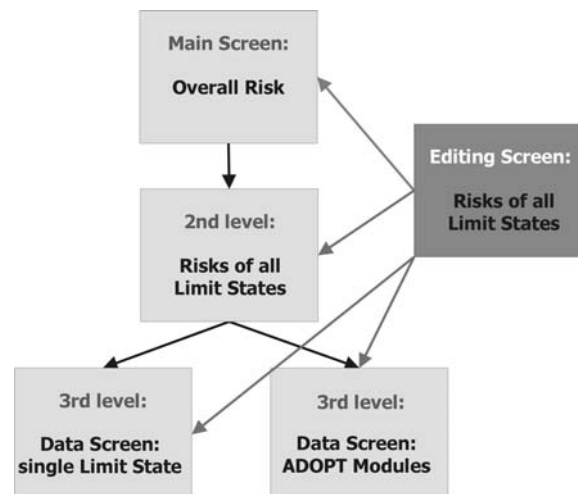 Main Screen:
Overall Risk
Editing Screen:
Risks of all
Limit States
2nd level:
Risks of all
Limit States
3rd level:
Data Screen:
single Limit State
3rd level:
Data Screen:
ADOPT Modules